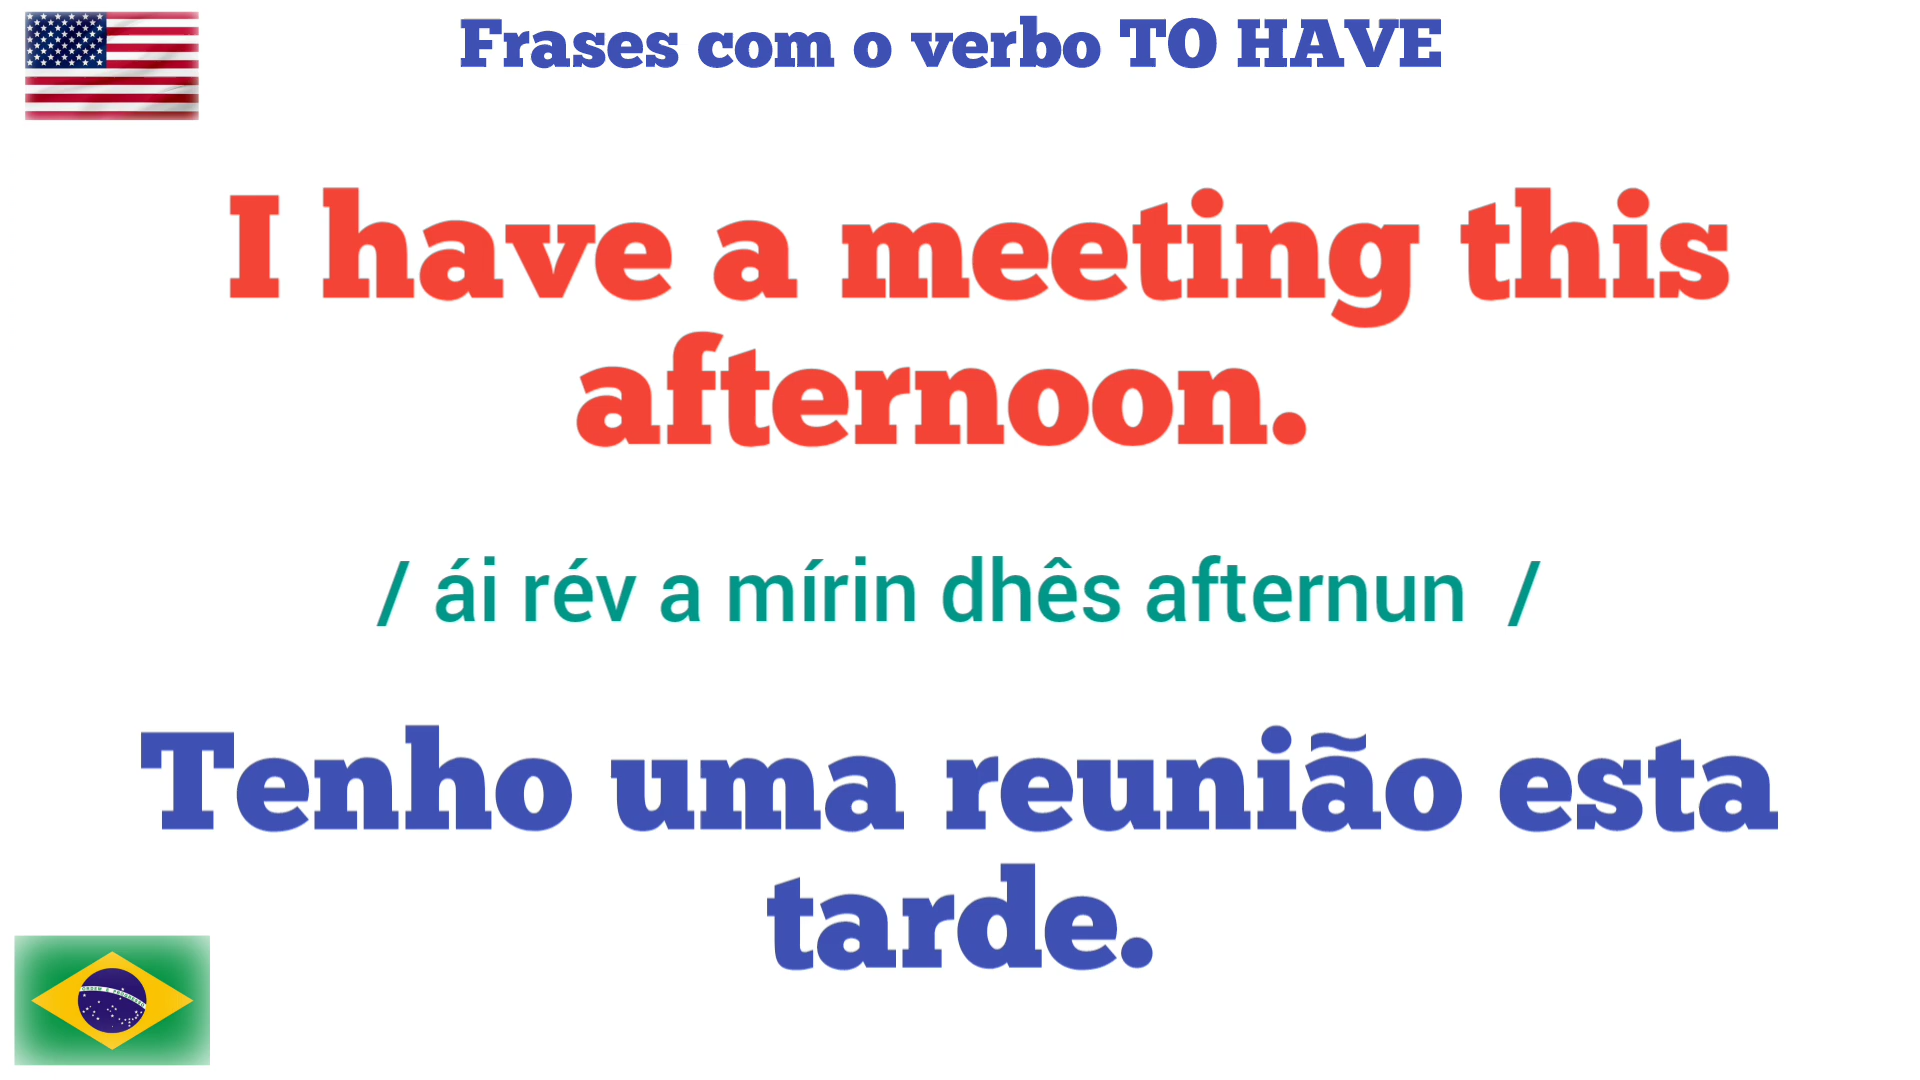 Frases com o verbo TO HAVE
I have a meeting this
afternoon.
/ ái rév a mírin dhês afternun /
Tenho uma reunião esta
tarde.